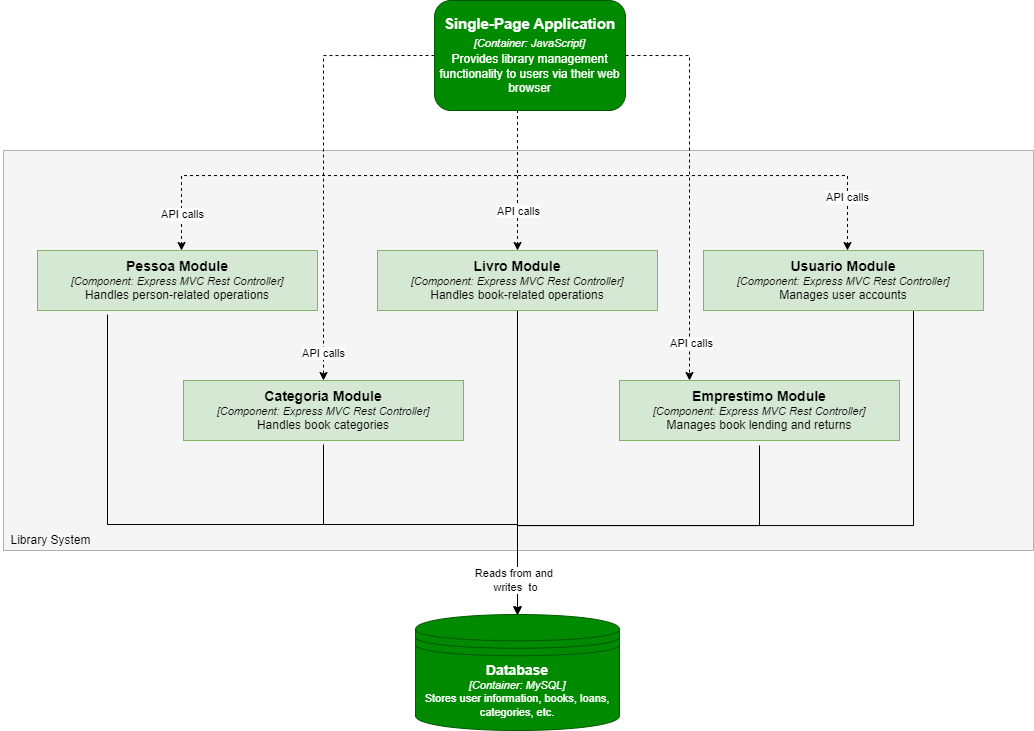 Single-Page Application
[Container: JavaScript]
Provides library management
functionality to users via their web
browser
API calls
API calls
API calls
Pessoa Module
[Component: Express MVC Rest Controller]
Handles person-related operations
Livro Module
[Component: Express MVC Rest Controller]
Handles book-related operations
Usuario Module
[Component: Express MVC Rest Controller]
Manages user accounts
API calls
API calls
Categoria Module
[Component: Express MVC Rest Controller]
Handles book categories
Emprestimo Module
[Component: Express MVC Rest Controller]
Manages book lending and returns
Library System
Reads from and
writes to
Database
[Container: MySQL]
Stores user information, books, loans,
categories, etc.